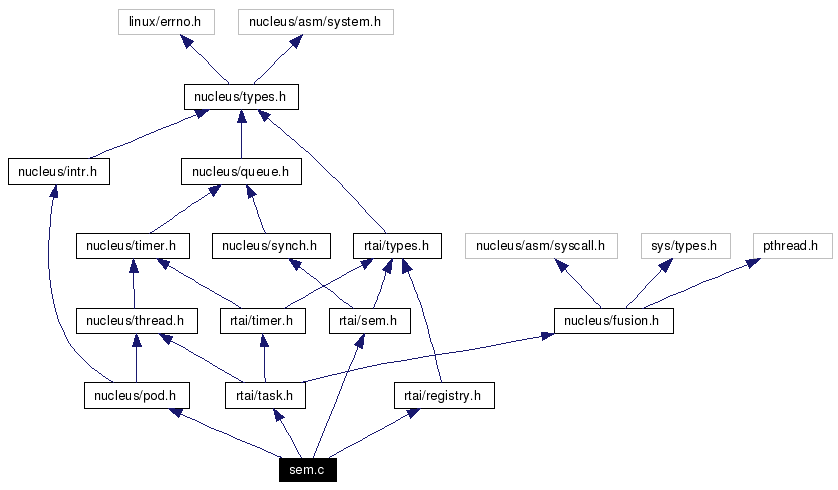 linux/errno.h
nucleus/asm/system.h
nucleus/types.h
nucleus/intr.h
nucleus/queue.h
nucleus/timer.h
nucleus/synch.h
rtai/types.h
nucleus/asm/syscall.h
sys/types.h
pthread.h
nucleus/thread.h
rtai/timer.h
rtai/sem.h
nucleus/fusion.h
nucleus/pod.h
rtai/task.h
rtai/registry.h
sem.c